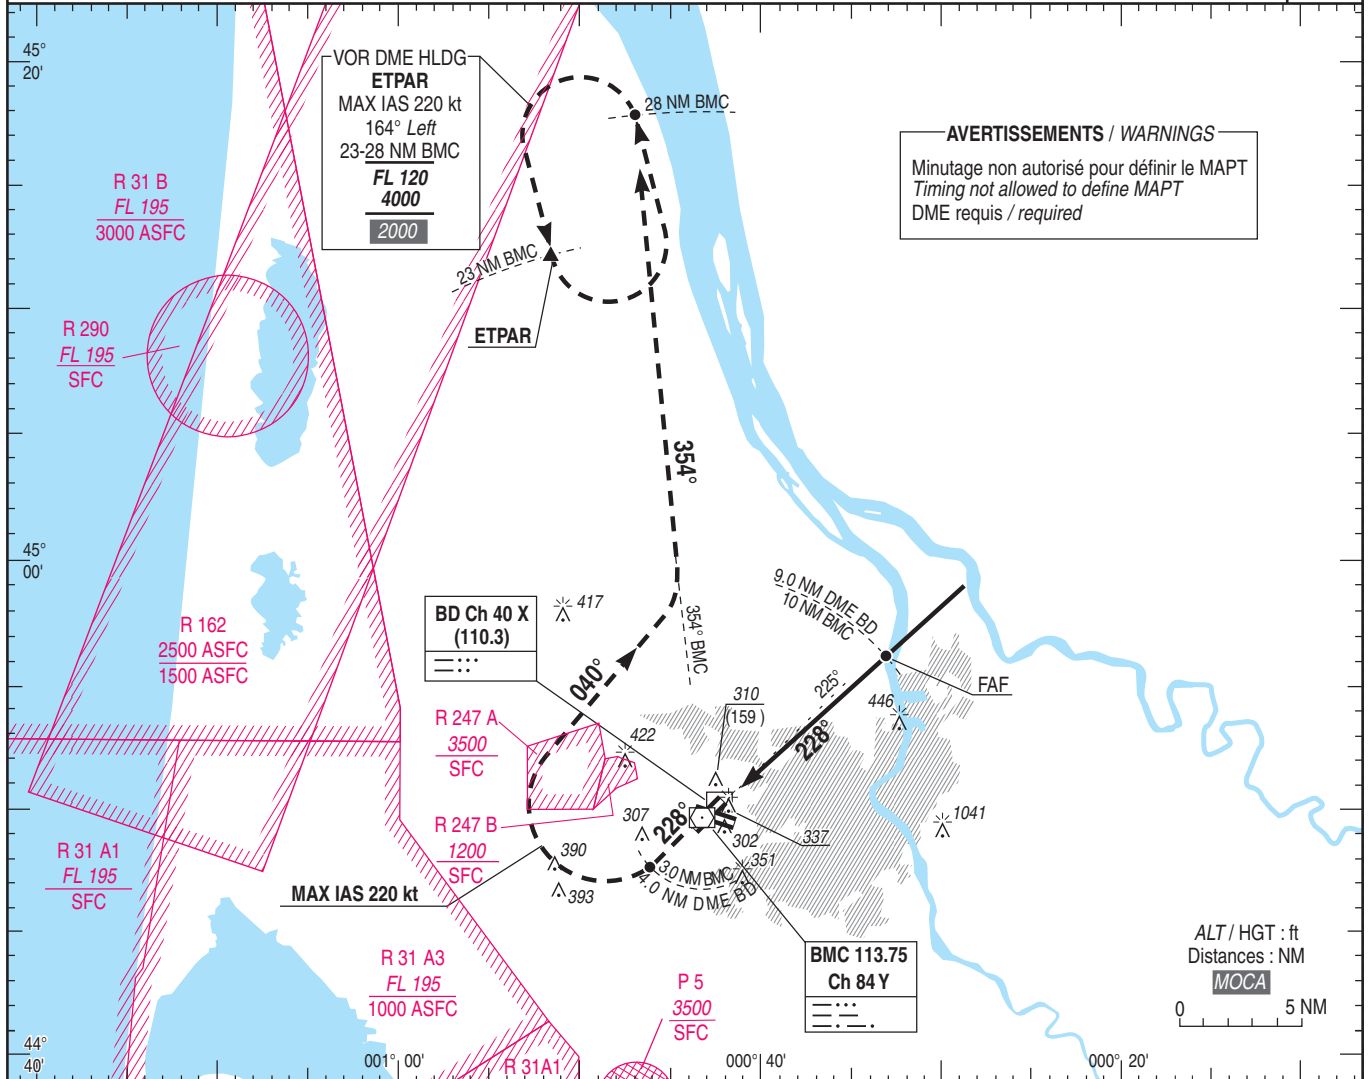 45°
20'
VOR DME HLDG
ETPAR
MAX IAS 220 kt
164° Left
23-28 NM BMC
FL 120
4000
2000
28 NM BMC
AVERTISSEMENTS / WARNINGS
Minutage non autorisé pour définir le MAPT
Timing not allowed to define MAPT
DME requis / required
R 31 B
FL 195
3000 ASFC
23 NM BMC
ETPAR
R 290
FL 195
SFC
354°
45°
00'
9.0 NM DME BD
10 NM BMC
417
BD Ch 40 X
(110.3)
354° BMC
R 162
2500 ASFC
1500 ASFC
040°
225°
FAF
310
(159 )
446
R 247 A
3500
SFC
422
228°
307
228°
R 247 B
1200
SFC
302
337
1041
R 31 A1
FL 195
SFC
390
393
351
3.0 NM BMC
4.0 NM DME BD
MAX IAS 220 kt
BMC 113.75
Ch 84 Y
ALT / HGT : ft
Distances : NM
MOCA
0
5 NM
R 31 A3
FL 195
1000 ASFC
P 5
3500
SFC
44°
40'
001° 00'
R 31A1
000° 40'
000° 20'